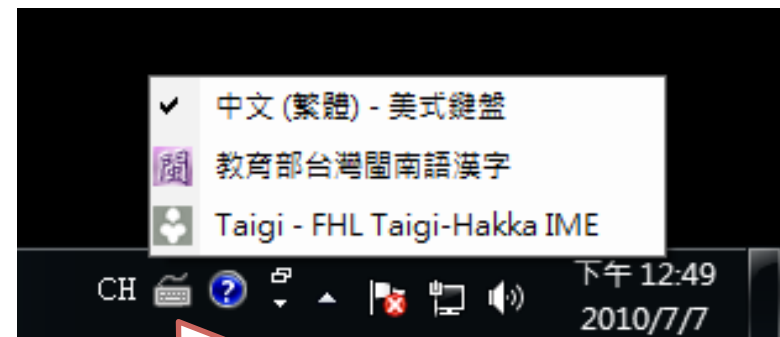 中文 (繁體) - 美式鍵盤
閩 教育部台灣閩南語漢字
Taigi - FHL Taigi-Hakka IME
CH ? 下午 12:49
2010/7/7